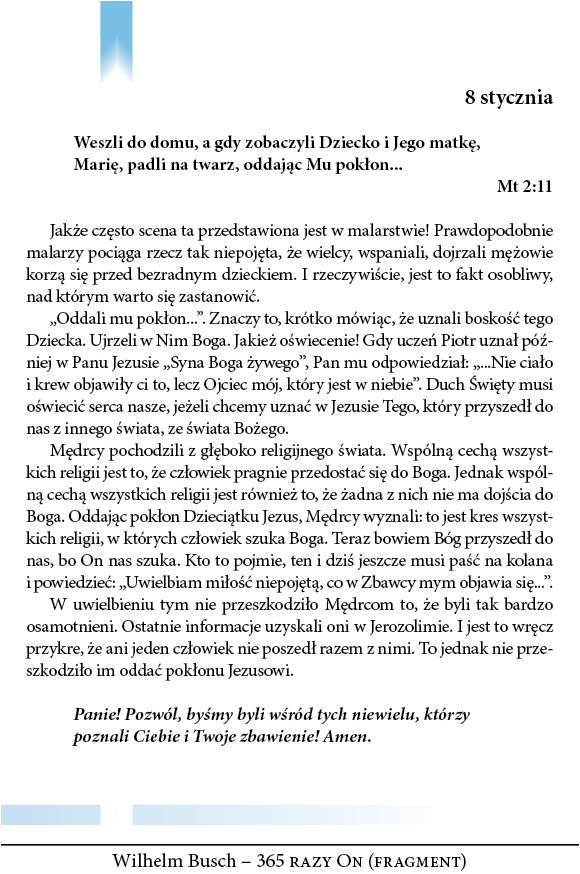 8 stycznia
Weszli do domu, a gdy zobaczyli Dziecko i Jego matkę,
Marię, padli na twarz, oddając Mu pokłon...
Mt 2:11
Jakże często scena ta przedstawiona jest w malarstwie! Prawdopodobnie
malarzy pociąga rzecz tak niepojęta, że wielcy, wspaniali, dojrzali mężowie
korzą się przed bezradnym dzieckiem. I rzeczywiście, jest to fakt osobliwy,
nad którym warto się zastanowić.
„Oddali mu pokłon...”. Znaczy to, krótko mówiąc, że uznali boskość tego
Dziecka. Ujrzeli w Nim Boga. Jakież oświecenie! Gdy uczeń Piotr uznał póź-
niej w Panu Jezusie „Syna Boga żywego”, Pan mu odpowiedział: „...Nie ciało
i krew objawiły ci to, lecz Ojciec mój, który jest w niebie”. Duch Święty musi
oświecić serca nasze, jeżeli chcemy uznać w Jezusie Tego, który przyszedł do
nas z innego świata, ze świata Bożego.
Mędrcy pochodzili z głęboko religijnego świata. Wspólną cechą wszyst-
kich religii jest to, że człowiek pragnie przedostać się do Boga. Jednak wspól-
ną cechą wszystkich religii jest również to, że żadna z nich nie ma dojścia do
Boga. Oddając pokłon Dzieciątku Jezus, Mędrcy wyznali: to jest kres wszyst-
kich religii, w których człowiek szuka Boga. Teraz bowiem Bóg przyszedł do
nas, bo On nas szuka. Kto to pojmie, ten i dziś jeszcze musi paść na kolana
i powiedzieć: „Uwielbiam miłość niepojętą, co w Zbawcy mym objawia się...”.
W uwielbieniu tym nie przeszkodziło Mędrcom to, że byli tak bardzo
osamotnieni. Ostatnie informacje uzyskali oni w Jerozolimie. I jest to wręcz
przykre, że ani jeden człowiek nie poszedł razem z nimi. To jednak nie prze-
szkodziło im oddać pokłonu Jezusowi.
Panie! Pozwól, byśmy byli wśród tych niewielu, którzy
poznali Ciebie i Twoje zbawienie! Amen.
Wilhelm Busch – 365 razy On (fragment)